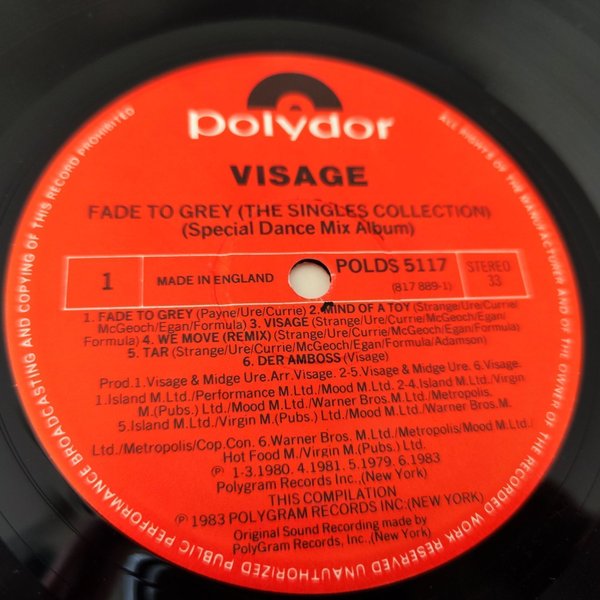 polydor
VISAGE
FADE TO GREY (THE SINGLES COLLECTION)
(Special Dance Mix Album)
1
MADE IN ENGLAND
POLDS 5117
(817 889-1)
STEREO
33
1. FADE TO GREY (Payne/Ure/Currie) 2. MIND OF A TOY (Strange/Ure/Currie/
McGeoch/Egan/Formula) 3. VISAGE (Strange/Ure/Currie/McGeoch/Egan/
Formula) 4. WE MOVE (REMIX) (Strange/Ure/Currie/McGeoch/Egan/Formula)
5. TAR (Strange/Ure/Currie/McGeoch/Egan/Formula/Adamson)
6. DER AMBOSS (Visage)
Prod.1. Visage & Midge Ure. Arr. Visage. 2-5. Visage & Midge Ure. 6. Visage.
1. Island M.Ltd./Performance M./Mood M.Ltd. 2-4. Island M.Ltd./Virgin
M.(Pubs.) Ltd./Mood M.Ltd./Warner Bros. M.Ltd./Metropolis.
5. Island M.Ltd./Virgin M.(Pubs.) Ltd./Mood M.Ltd./Warner Bros. M.
Ltd./Metropolis/Cop.Con. 6. Warner Bros. M.Ltd./Metropolis/Mood M.Ltd./
Hot Food M./Virgin M.(Pubs.) Ltd.
℗ 1-3.1980. 4.1981. 5.1979. 6.1983
Polygram Records Inc.,(New York)
THIS COMPILATION
℗ 1983 POLYGRAM RECORDS INC:(NEW YORK)
Original Sound Recording made by
PolyGram Records, Inc.,(New York)
ALL RIGHTS OF THE MANUFACTURER AND OF THE OWNER OF THE RECORDED WORK RESERVED UNAUTHORIZED PUBLIC PERFORMANCE BROADCASTING AND COPYING OF THIS RECORD PROHIBITED